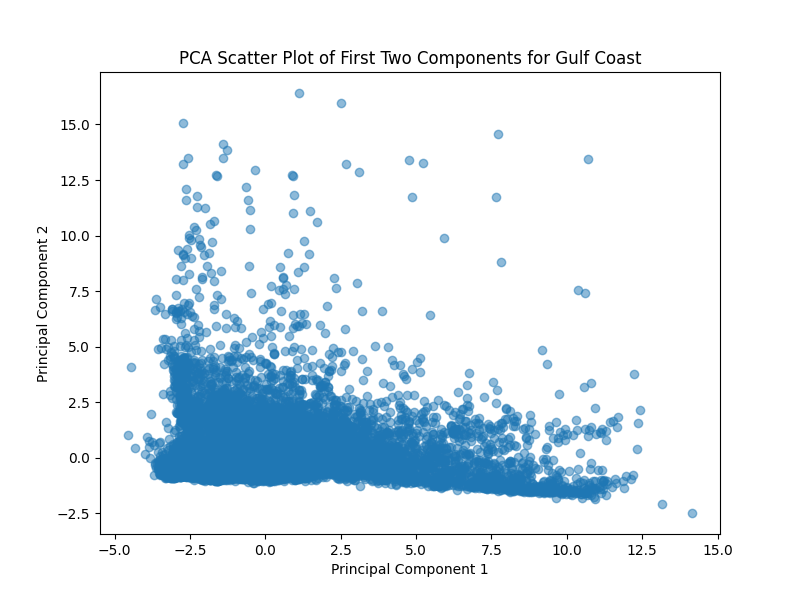 PCA Scatter Plot of First Two Components for Gulf Coast
Principal Component 2
15.0
12.5
10.0
7.5
5.0
2.5
0.0
−2.5
−5.0 −2.5 0.0 2.5 5.0 7.5 10.0 12.5 15.0
Principal Component 1